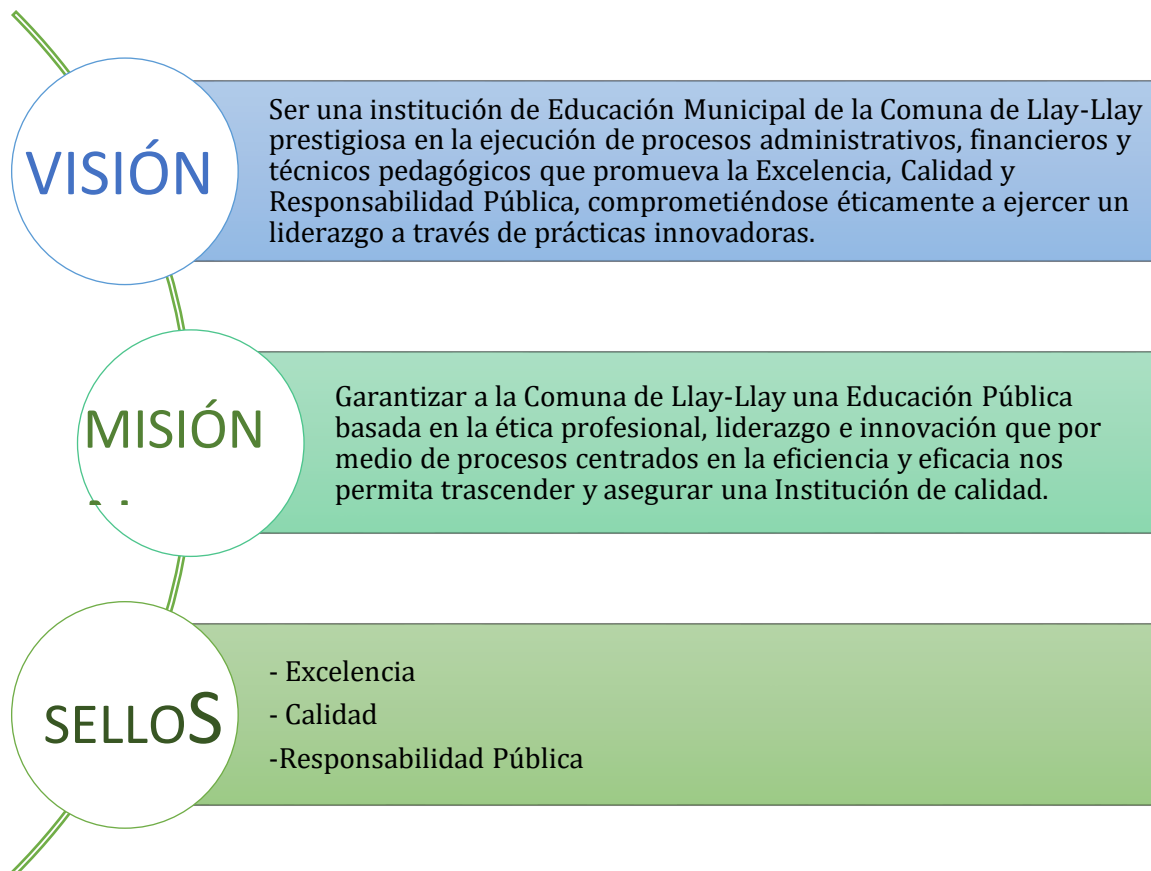 VISIÓN
Ser una institución de Educación Municipal de la Comuna de Llay-Llay
prestigiosa en la ejecución de procesos administrativos, financieros y
técnicos pedagógicos que promueva la Excelencia, Calidad y
Responsabilidad Pública, comprometiéndose éticamente a ejercer un
liderazgo a través de prácticas innovadoras.
MISIÓN
Garantizar a la Comuna de Llay-Llay una Educación Pública
basada en la ética profesional, liderazgo e innovación que por
medio de procesos centrados en la eficiencia y eficacia nos
permita trascender y asegurar una Institución de calidad.
SELLOS
- Excelencia
- Calidad
-Responsabilidad Pública